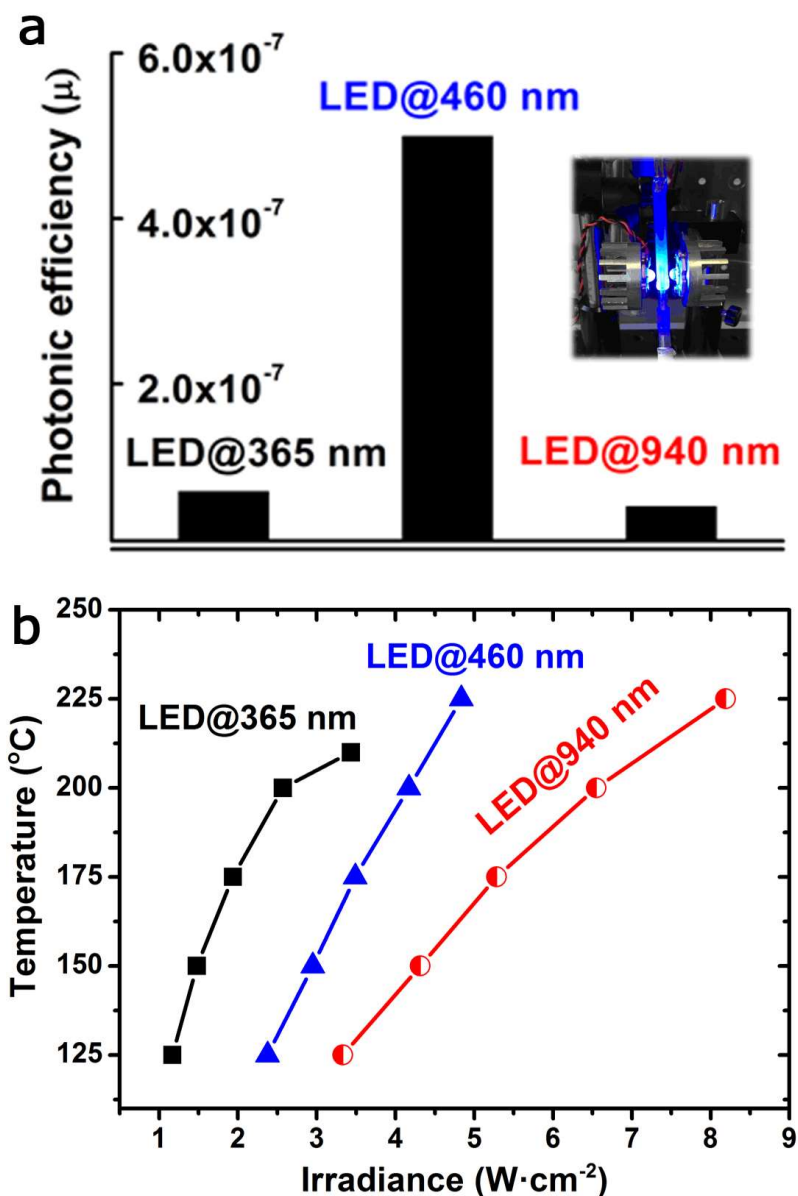 a
Photonic efficiency (μ)
6.0x10⁻⁷
4.0x10⁻⁷
2.0x10⁻⁷
LED@460 nm
LED@365 nm
LED@940 nm
b
Temperature (°C)
250
225
200
175
150
125
LED@365 nm
LED@460 nm
LED@940 nm
1 2 3 4 5 6 7 8 9
Irradiance (W·cm⁻²)